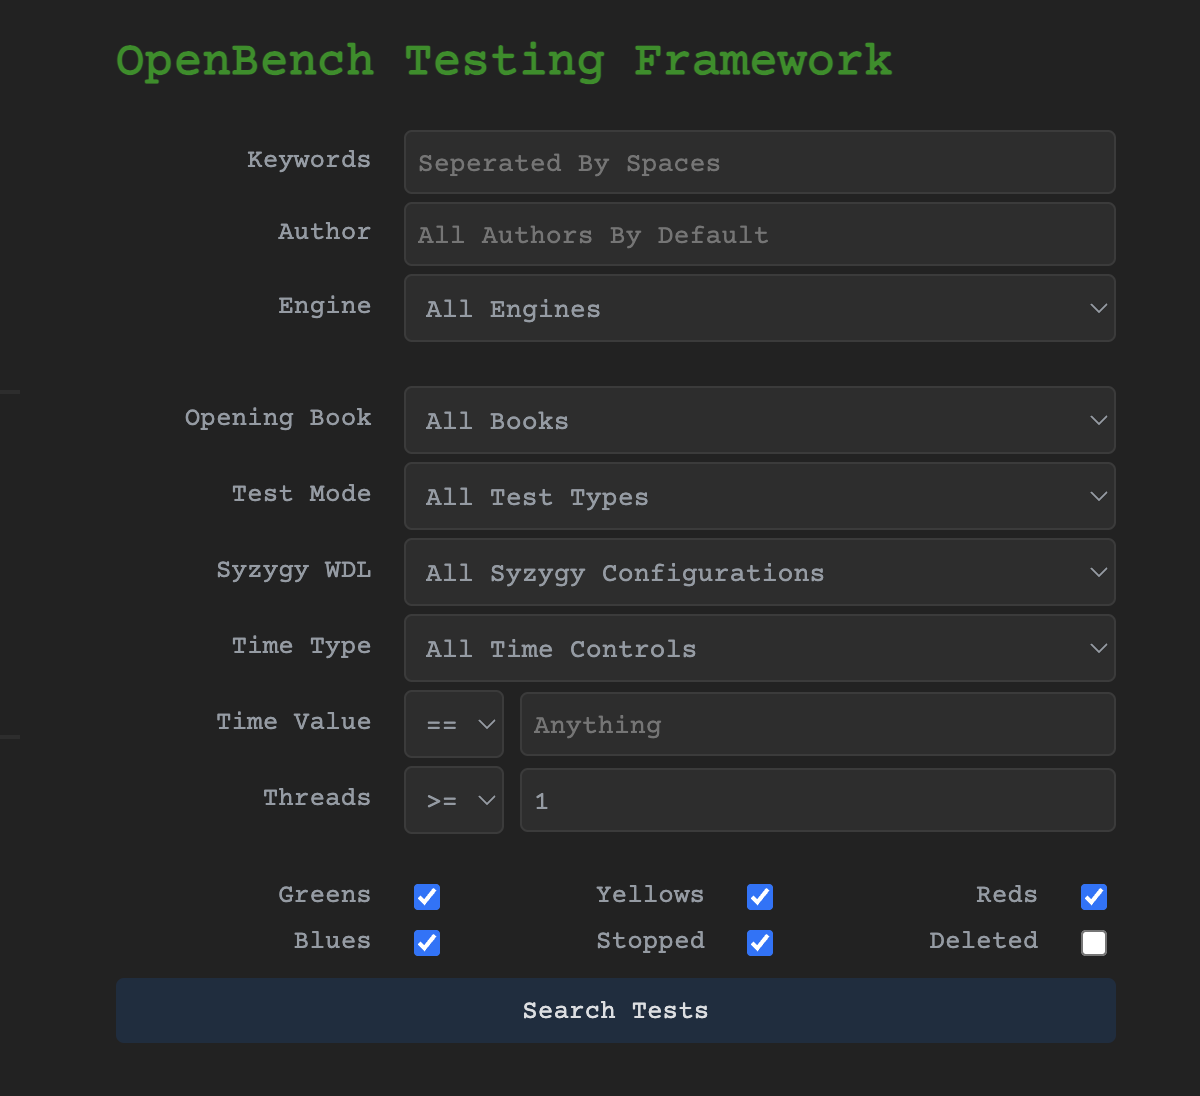 OpenBench Testing Framework
Keywords Seperated By Spaces
Author All Authors By Default
Engine All Engines
Opening Book All Books
Test Mode All Test Types
Syzygy WDL All Syzygy Configurations
Time Type All Time Controls
Time Value == Anything
Threads >= 1
Greens Yellows Reds
Blues Stopped Deleted
Search Tests